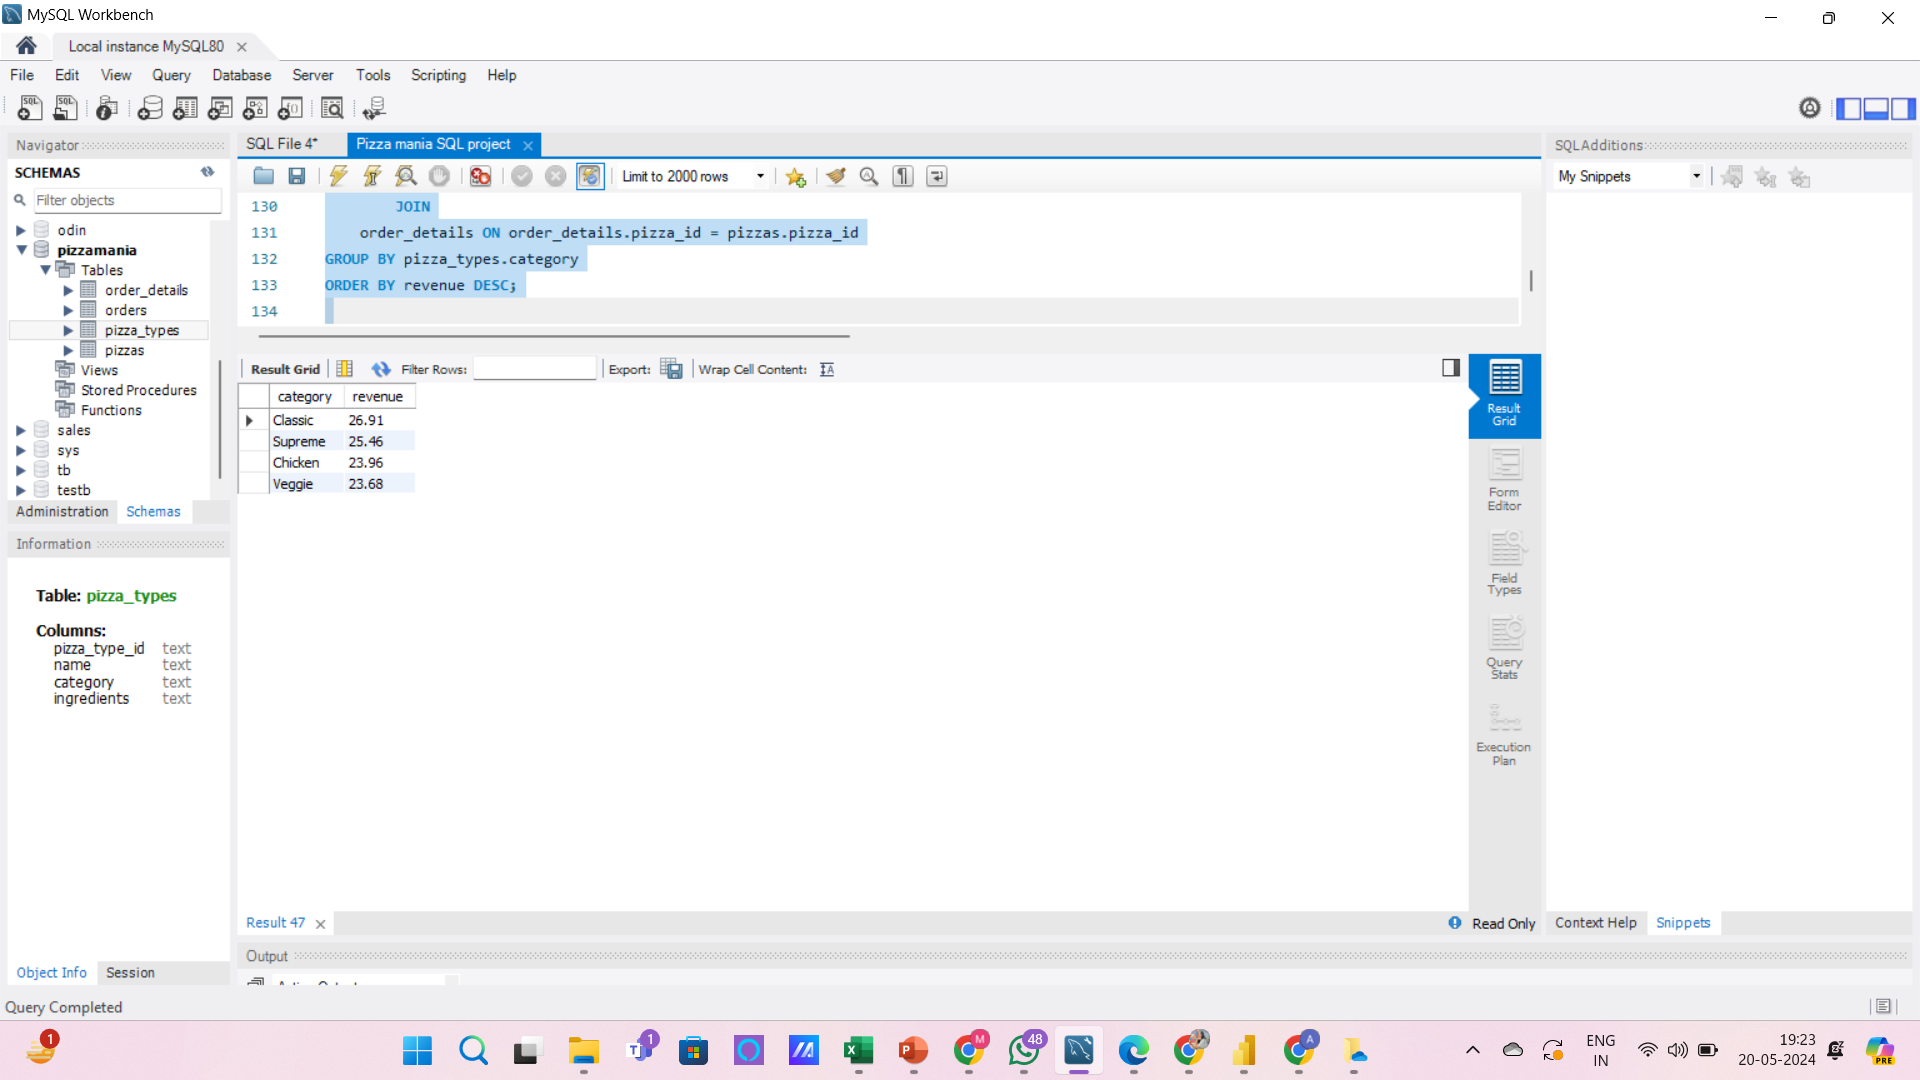 MySQL Workbench
Local instance MySQL80
File Edit View Query Database Server Tools Scripting Help
Navigator
SCHEMAS
Filter objects
odin
pizzamania
Tables
order_details
orders
pizza_types
pizzas
Views
Stored Procedures
Functions
sales
sys
tb
testb
Administration Schemas
Information
Table: pizza_types
Columns:
pizza_type_id text
name text
category text
ingredients text
Object Info Session
SQL File 4* Pizza mania SQL project
Limit to 2000 rows
130 JOIN
131 order_details ON order_details.pizza_id = pizzas.pizza_id
132 GROUP BY pizza_types.category
133 ORDER BY revenue DESC;
134
Result Grid Filter Rows: Export: Wrap Cell Content:
category revenue
Classic 26.91
Supreme 25.46
Chicken 23.96
Veggie 23.68
Result
Grid
Form
Editor
Field
Types
Query
Stats
Execution
Plan
Result 47
Read Only
Output
SQLAdditions
My Snippets
Context Help Snippets
Query Completed
1
1
M
48
A
ENG
IN
19:23
20-05-2024
PRE